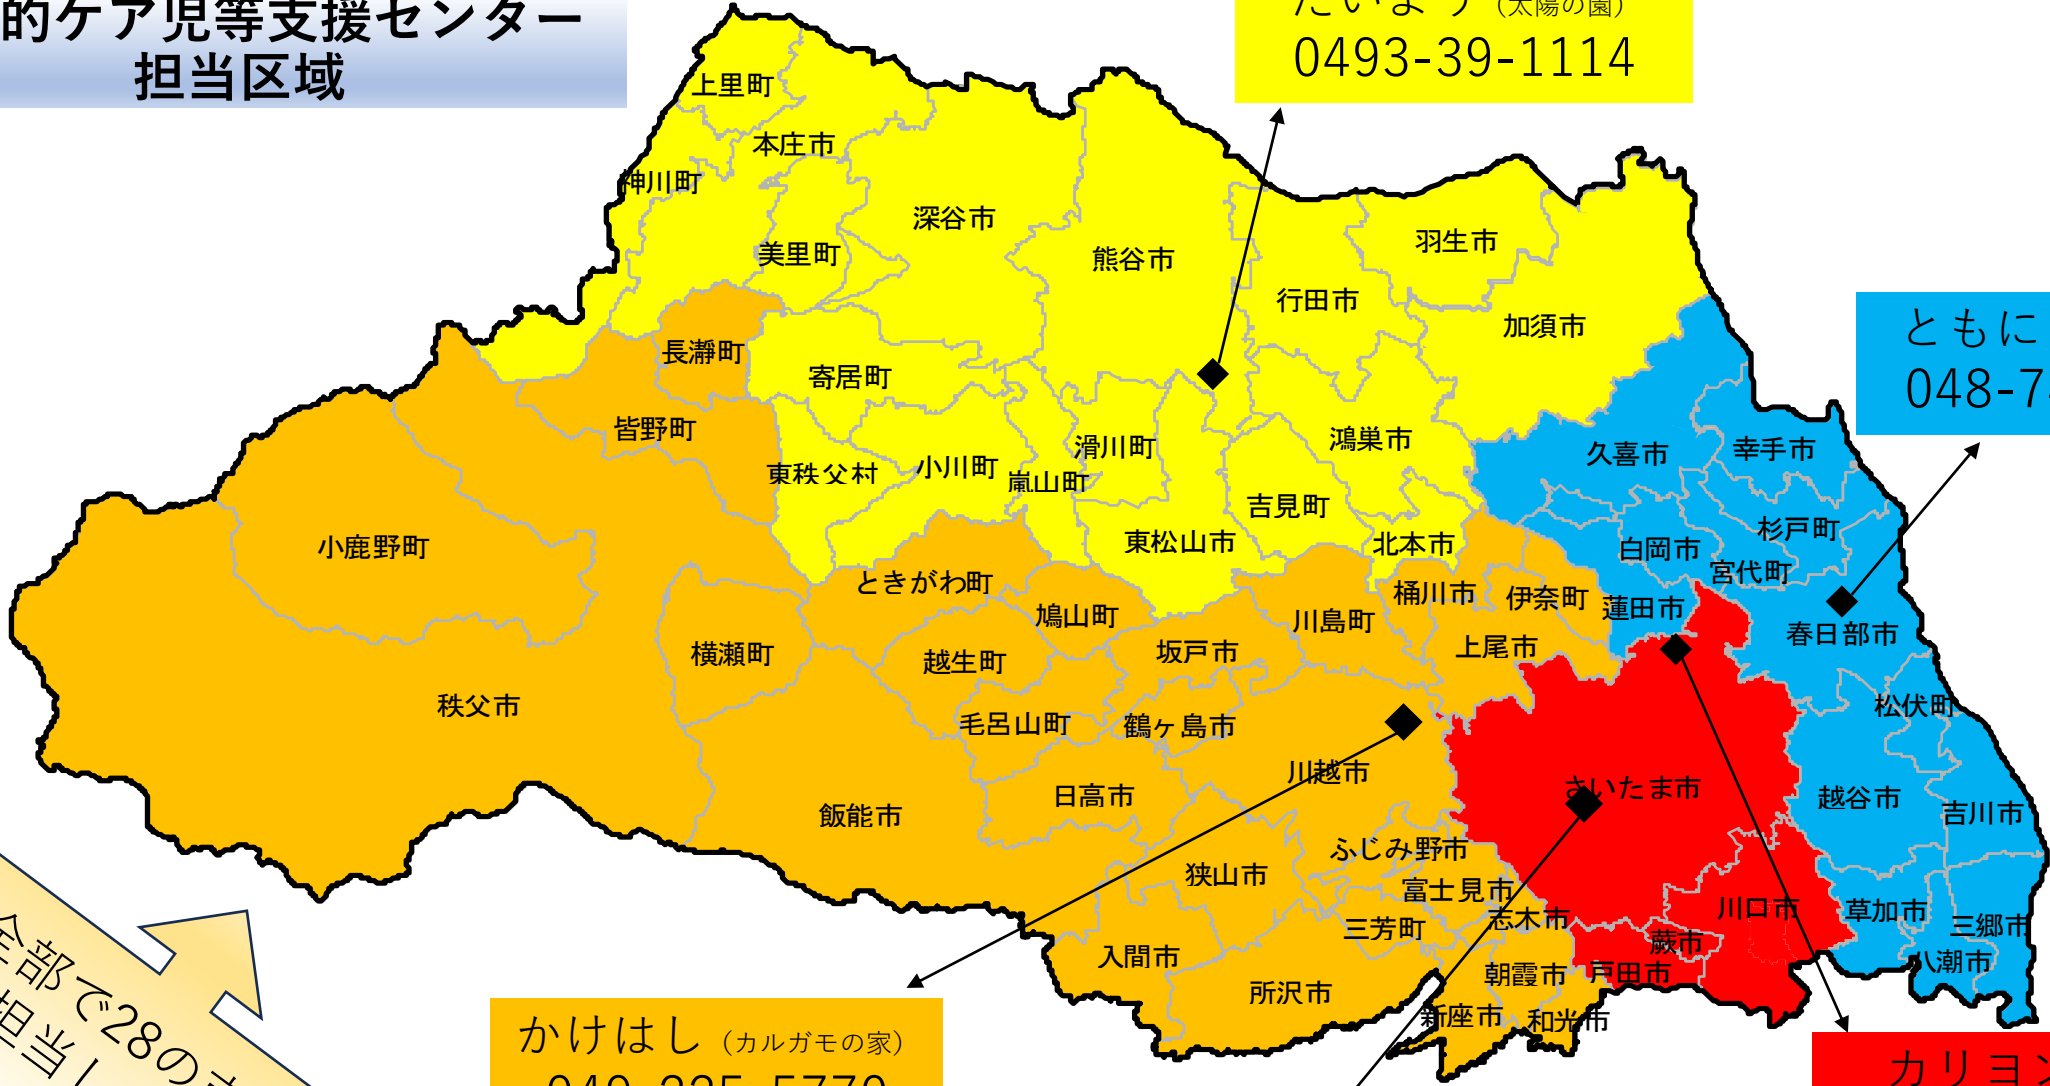 的ケア児等支援センター
担当区域
たいよう（太陽の園）
0493-39-1114
上里町
本庄市
神川町
深谷市
美里町
熊谷市
羽生市
行田市
加須市
長瀞町
寄居町
ともに
048-7
皆野町
東秩父村
小川町
嵐山町
滑川町
鴻巣市
久喜市
幸手市
吉見町
小鹿野町
東松山市
北本市
白岡市
杉戸町
宮代町
ときがわ町
鳩山町
川島町
桶川市
伊奈町
蓮田市
春日部市
横瀬町
越生町
坂戸市
上尾市
秩父市
毛呂山町
鶴ヶ島市
松伏町
川越市
さいたま市
日高市
越谷市
吉川市
飯能市
ふじみ野市
狭山市
富士見市
志木市
三芳町
川口市
草加市
三郷市
蕨市
入間市
朝霞市
戸田市
八潮市
所沢市
新座市
和光市
全部で28の
担当し
かけはし（カルガモの家）
049-225-5770
カリヨン